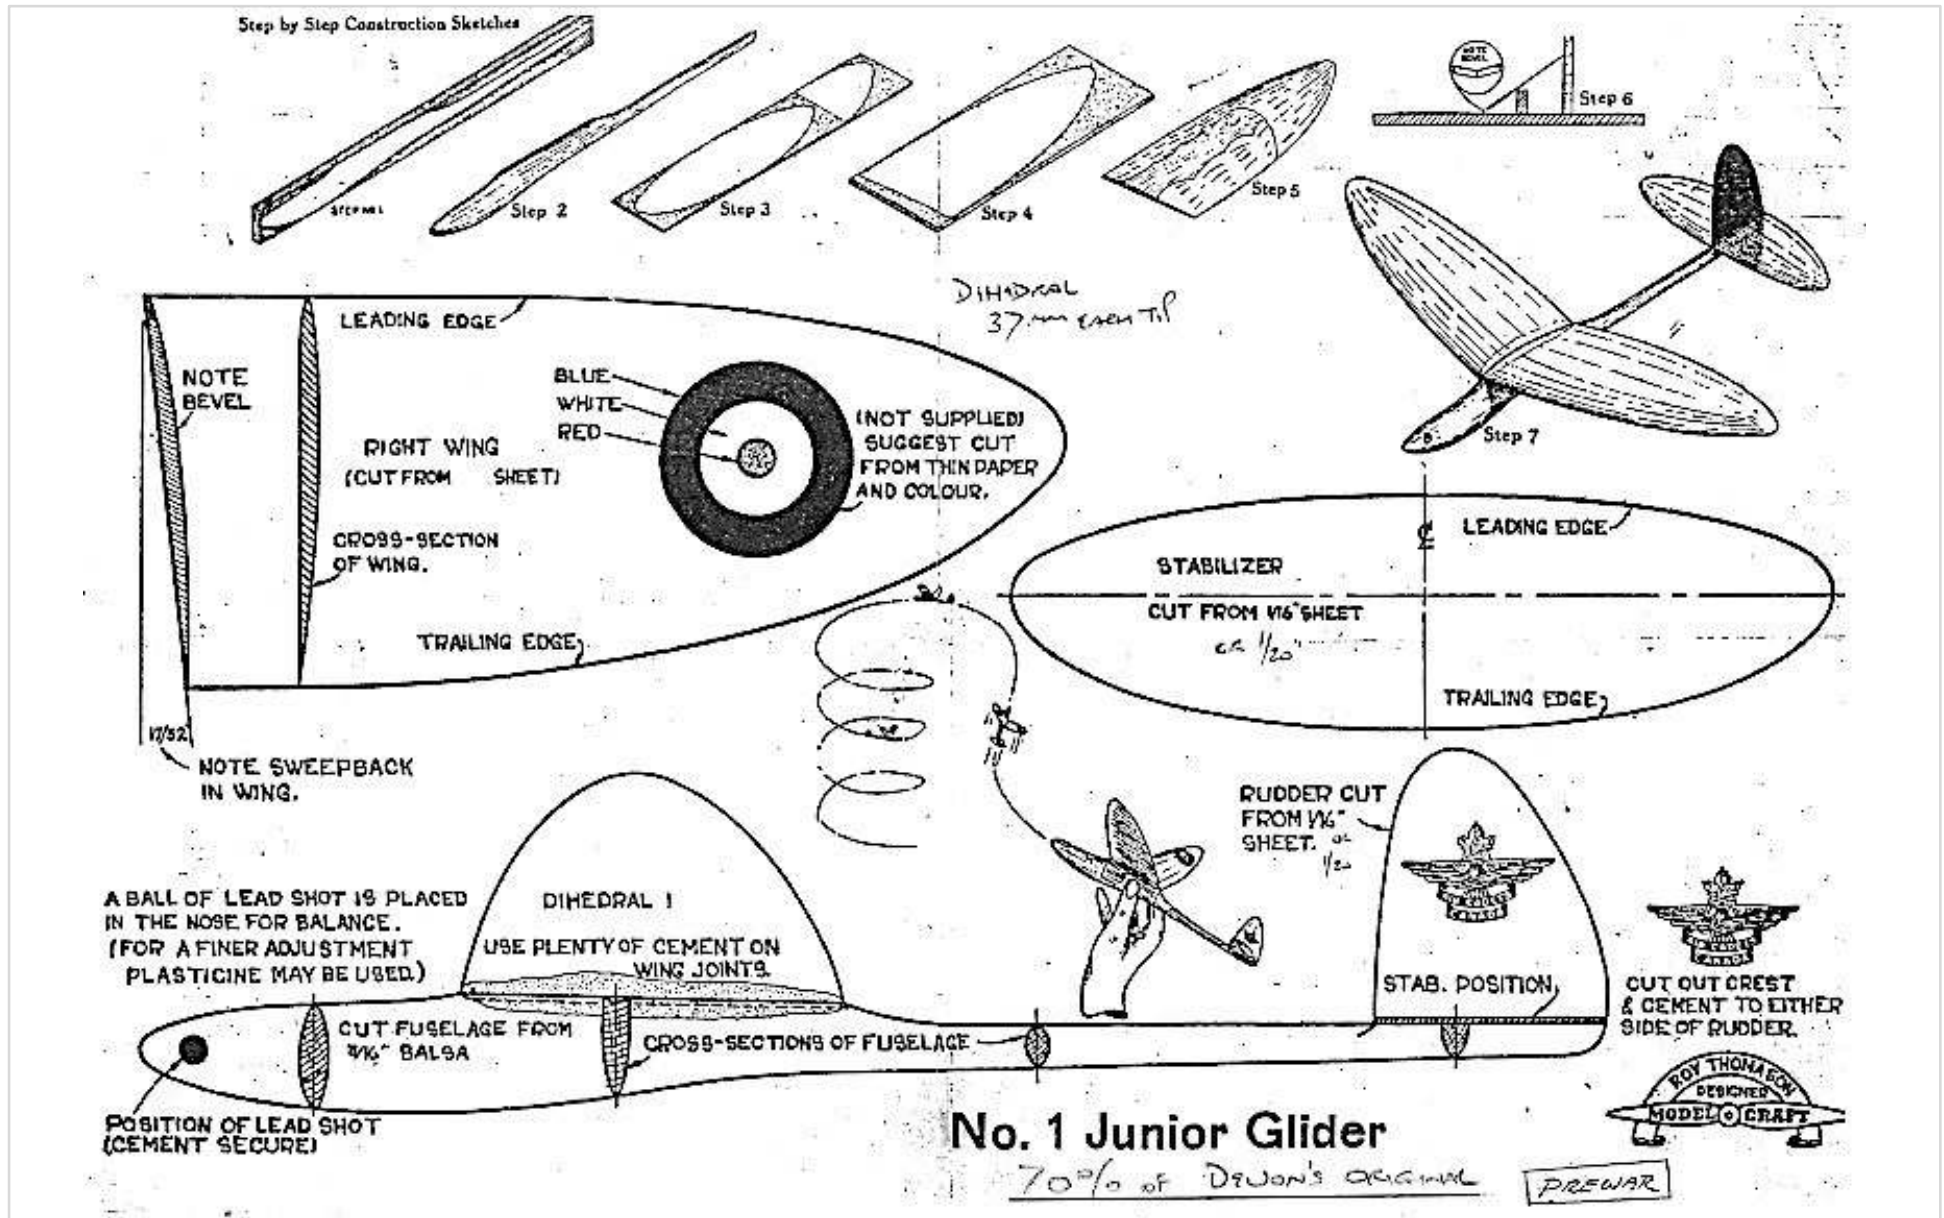 Step by Step Construction Sketches
NOTE
BEVEL
Step 6
Step 2
Step 3
Step 4
Step 5
Step 7
DIHEDRAL
37mm EACH TIP
LEADING EDGE
NOTE
BEVEL
RIGHT WING
(CUT FROM SHEET)
CROSS-SECTION
OF WING.
BLUE
WHITE
RED
(NOT SUPPLIED)
SUGGEST CUT
FROM THIN PAPER
AND COLOUR.
TRAILING EDGE
17/32
NOTE SWEEPBACK
IN WING.
LEADING EDGE
STABILIZER
CUT FROM 1/16" SHEET
OR 1/20"
TRAILING EDGE
RUDDER CUT
FROM 1/16"
SHEET. OR
1/20
A BALL OF LEAD SHOT IS PLACED
IN THE NOSE FOR BALANCE.
(FOR A FINER ADJUSTMENT
PLASTICINE MAY BE USED.)
DIHEDRAL 1
USE PLENTY OF CEMENT ON
WING JOINTS.
STAB. POSITION
CANADA
CUT OUT CREST
& CEMENT TO EITHER
SIDE OF RUDDER.
CUT FUSELAGE FROM
BALSA
CROSS-SECTIONS OF FUSELAGE
POSITION OF LEAD SHOT
(CEMENT SECURE)
ROY THOMASON
DESIGNER
MODEL CRAFT
No. 1 Junior Glider
70% OF DEWON'S ORIGINAL
PREWAR